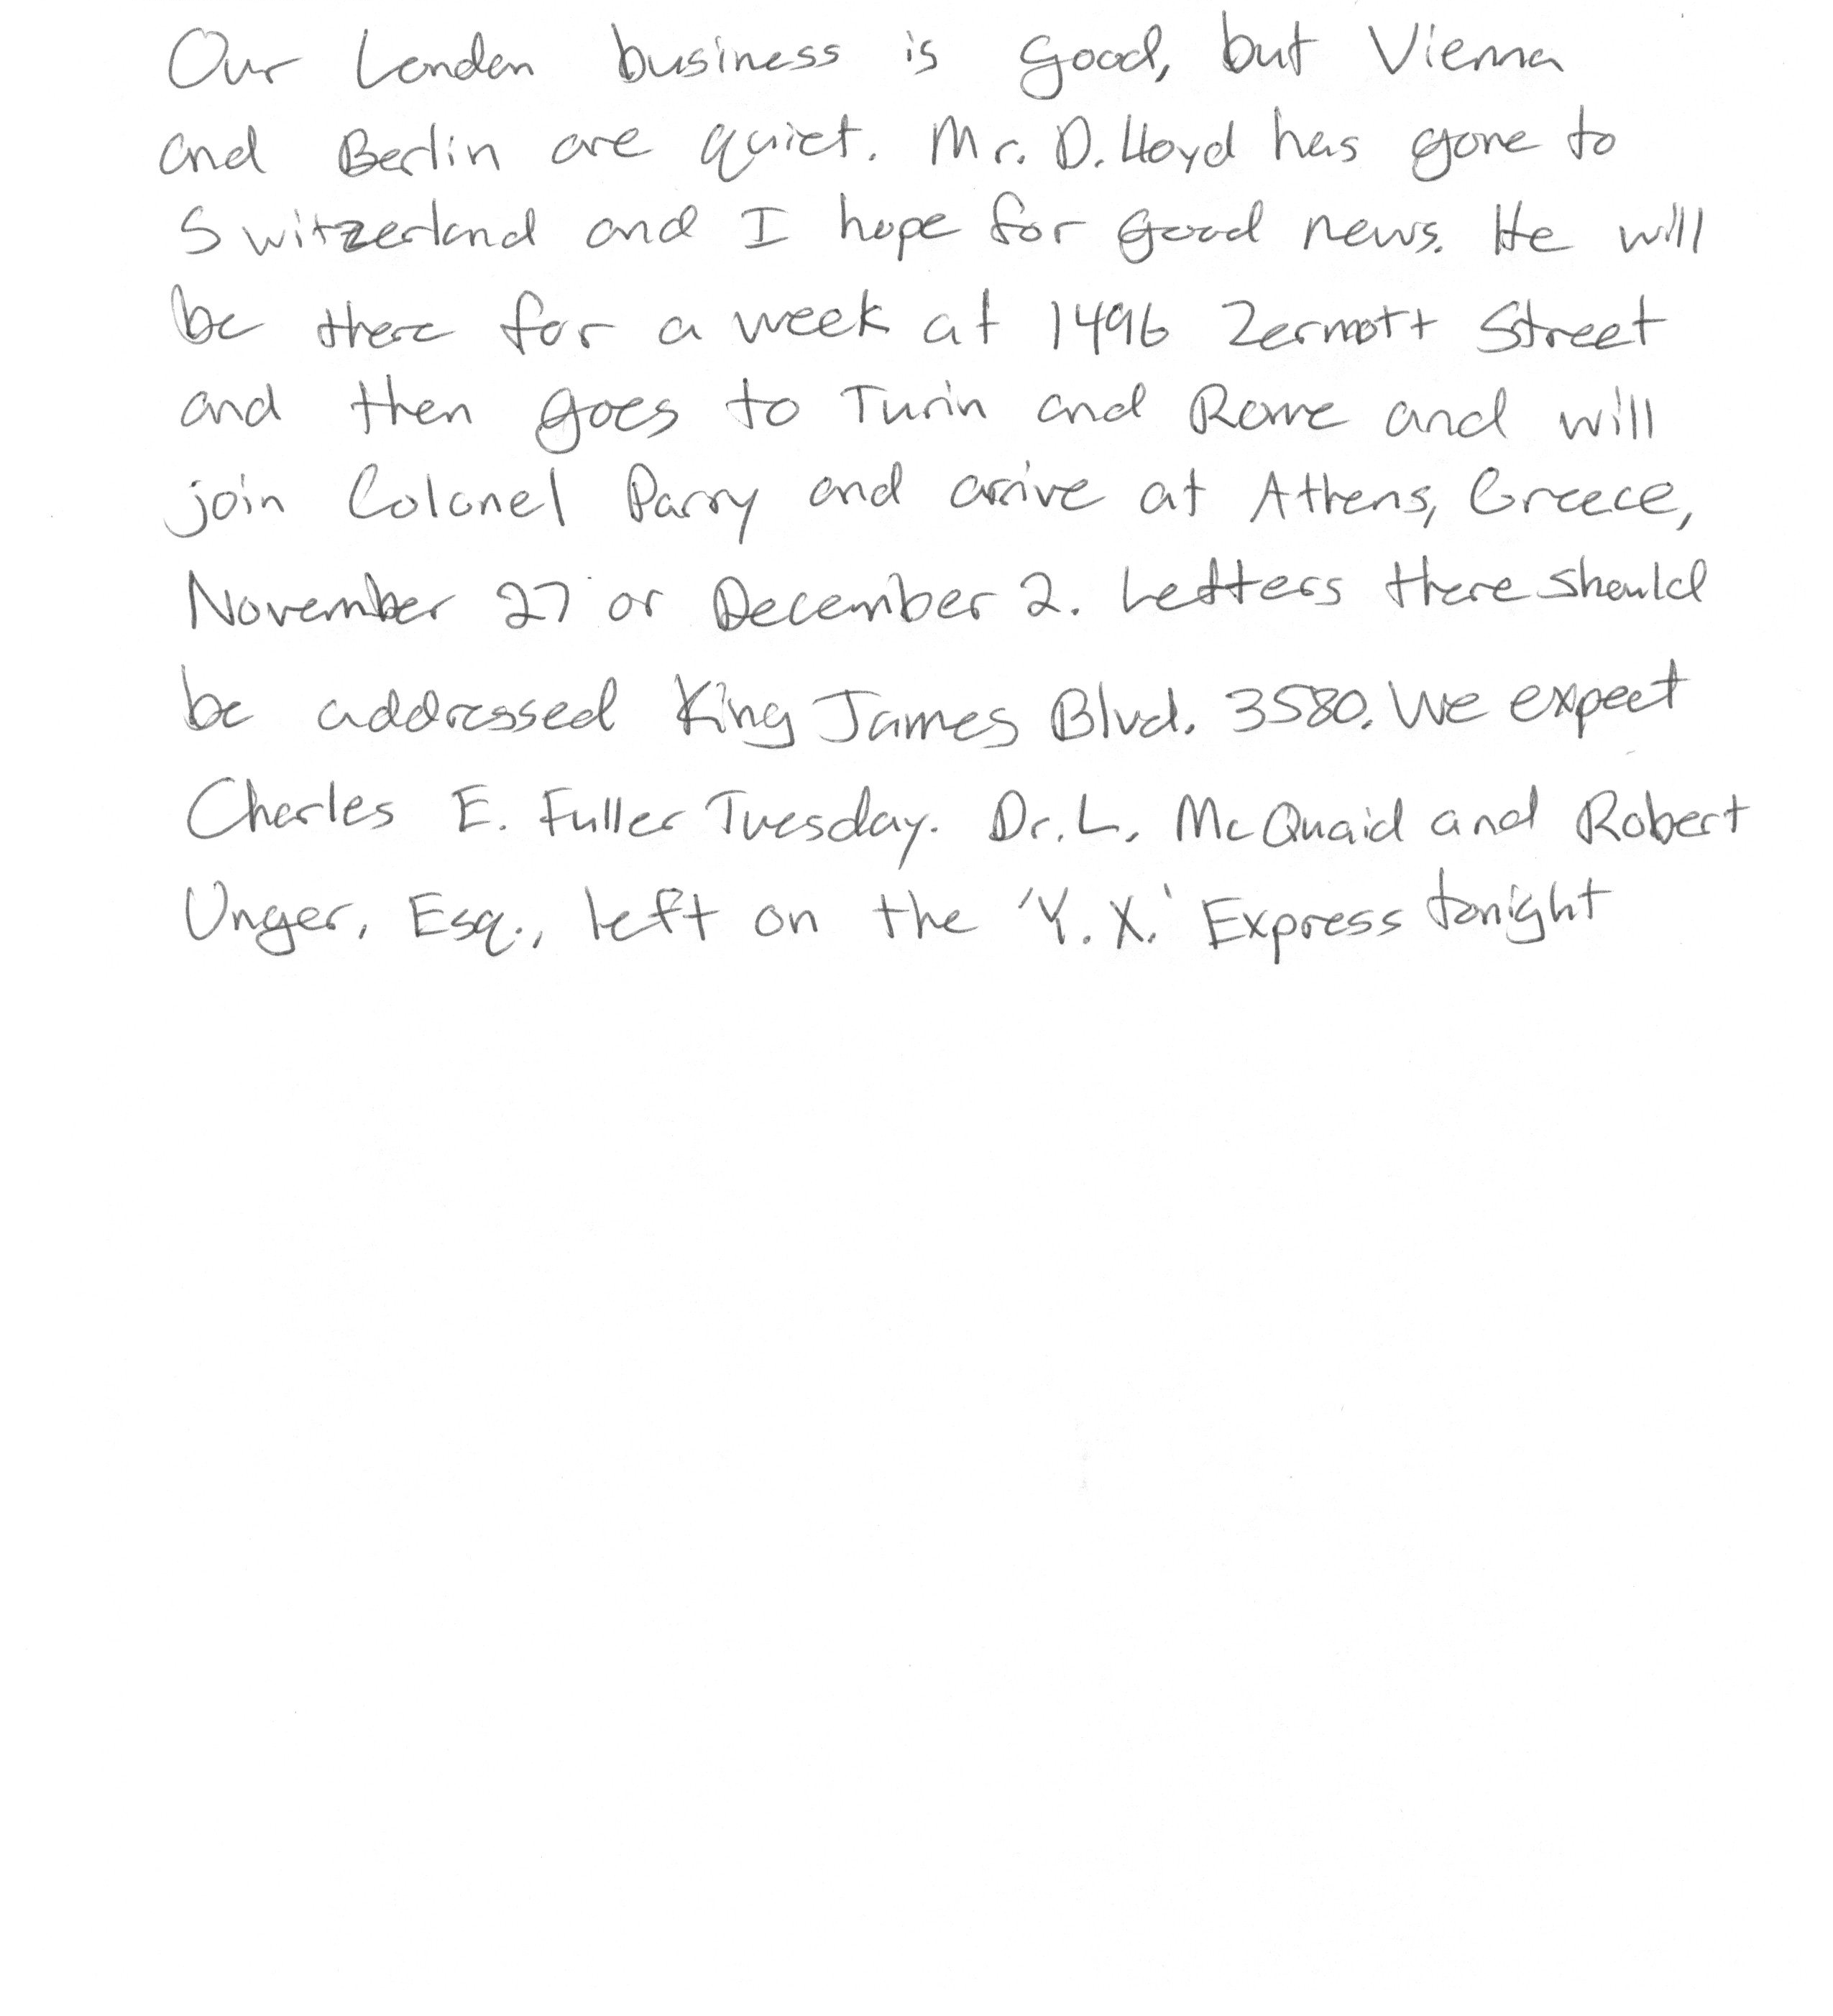 Our London business is good, but Vienna
and Berlin are quiet. Mr. D. Lloyd has gone to
Switzerland and I hope for good news. He will
be there for a week at 1496 Zermott Street
and then goes to Turin and Rome and will
join Colonel Parry and arrive at Athens, Greece,
November 27 or December 2. Letters there should
be addressed King James Blvd. 3580. We expect
Charles E. Fuller Tuesday. Dr. L. McQuaid and Robert
Unger, Esq., left on the 'Y. X.' Express tonight